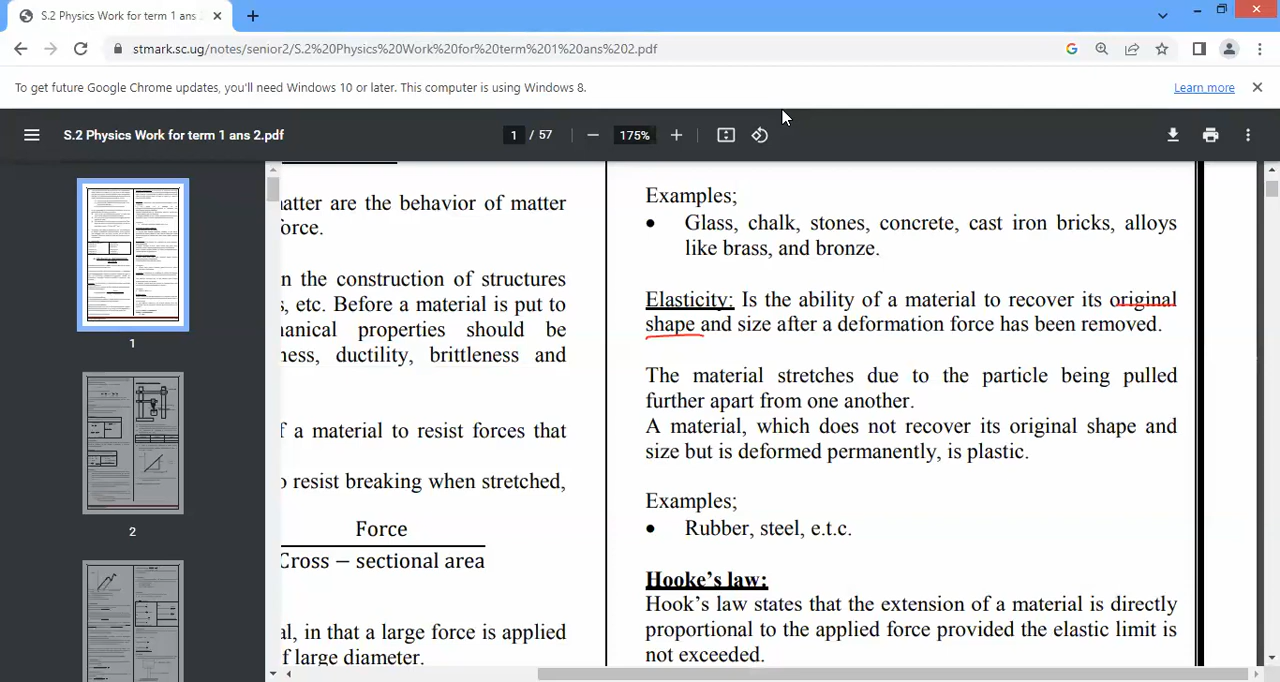 S.2 Physics Work for term 1 ans
stmark.sc.ug/notes/senior2/S.2%20Physics%20Work%20for%20term%201%20ans%202.pdf
To get future Google Chrome updates, you'll need Windows 10 or later. This computer is using Windows 8.
Learn more
S.2 Physics Work for term 1 ans 2.pdf
1 / 57
175%
1
2
atter are the behavior of matter
orce.
n the construction of structures
s, etc. Before a material is put to
hanical properties should be
ness, ductility, brittleness and
f a material to resist forces that
o resist breaking when stretched,
Force
Cross – sectional area
al, in that a large force is applied
f large diameter.
Examples;
• Glass, chalk, stones, concrete, cast iron bricks, alloys
like brass, and bronze.
Elasticity: Is the ability of a material to recover its original
shape and size after a deformation force has been removed.
The material stretches due to the particle being pulled
further apart from one another.
A material, which does not recover its original shape and
size but is deformed permanently, is plastic.
Examples;
• Rubber, steel, e.t.c.
Hooke's law:
Hook's law states that the extension of a material is directly
proportional to the applied force provided the elastic limit is
not exceeded.